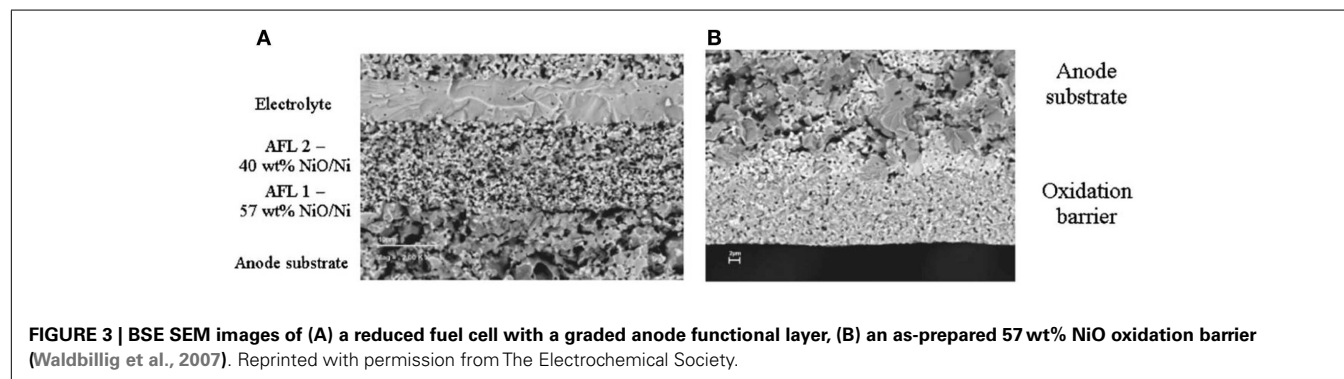 A
Electrolyte
AFL 2 –
40 wt% NiO/Ni
AFL 1 –
57 wt% NiO/Ni
Anode substrate
B
2µm
Anode
substrate
Oxidation
barrier
FIGURE 3 | BSE SEM images of (A) a reduced fuel cell with a graded anode functional layer, (B) an as-prepared 57 wt% NiO oxidation barrier
(Waldbillig et al., 2007). Reprinted with permission from The Electrochemical Society.